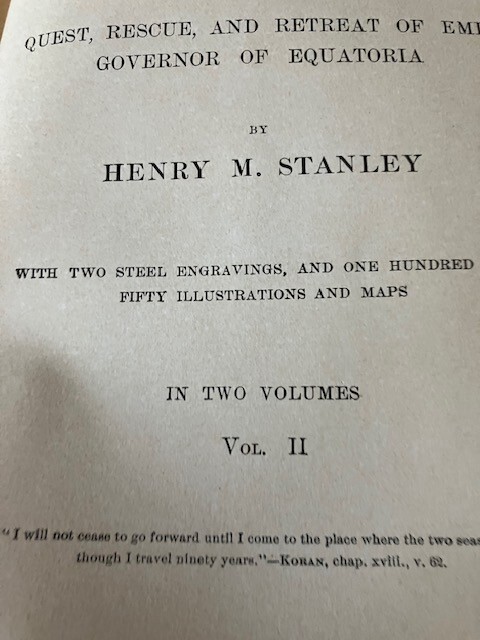 QUEST, RESCUE, AND RETREAT OF EMI
GOVERNOR OF EQUATORIA
BY
HENRY M. STANLEY
WITH TWO STEEL ENGRAVINGS, AND ONE HUNDRED
FIFTY ILLUSTRATIONS AND MAPS
IN TWO VOLUMES
VOL. II
"I will not cease to go forward until I come to the place where the two seas
though I travel ninety years."—KORAN, chap. xviii., v. 62.